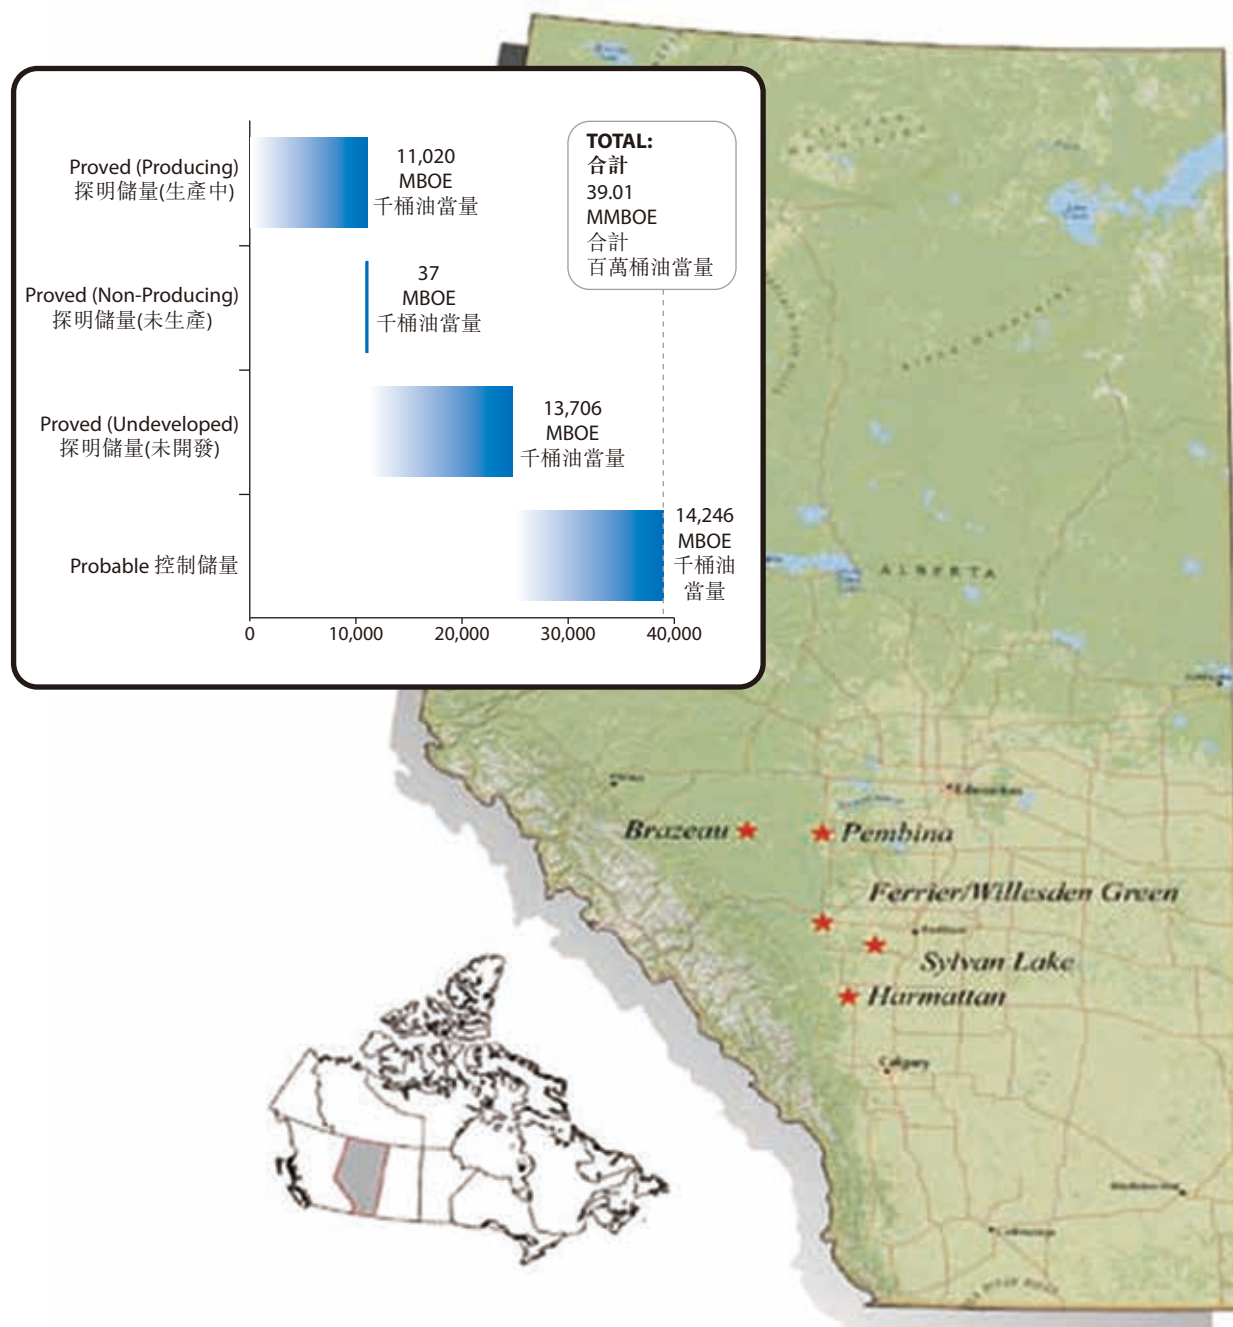 Proved (Producing)
探明儲量(生產中)
11,020
MBOE
千桶油當量
TOTAL:
合計
39.01
MMBOE
合計
百萬桶油當量
Proved (Non-Producing)
探明儲量(未生產)
37
MBOE
千桶油當量
Proved (Undeveloped)
探明儲量(未開發)
13,706
MBOE
千桶油當量
Probable 控制儲量
14,246
MBOE
千桶油
當量
0 10,000 20,000 30,000 40,000
ALBERTA
Edmonton
Brazeau
Pembina
Ferrier/Willesden Green
Sylvan Lake
Harmattan
Calgary